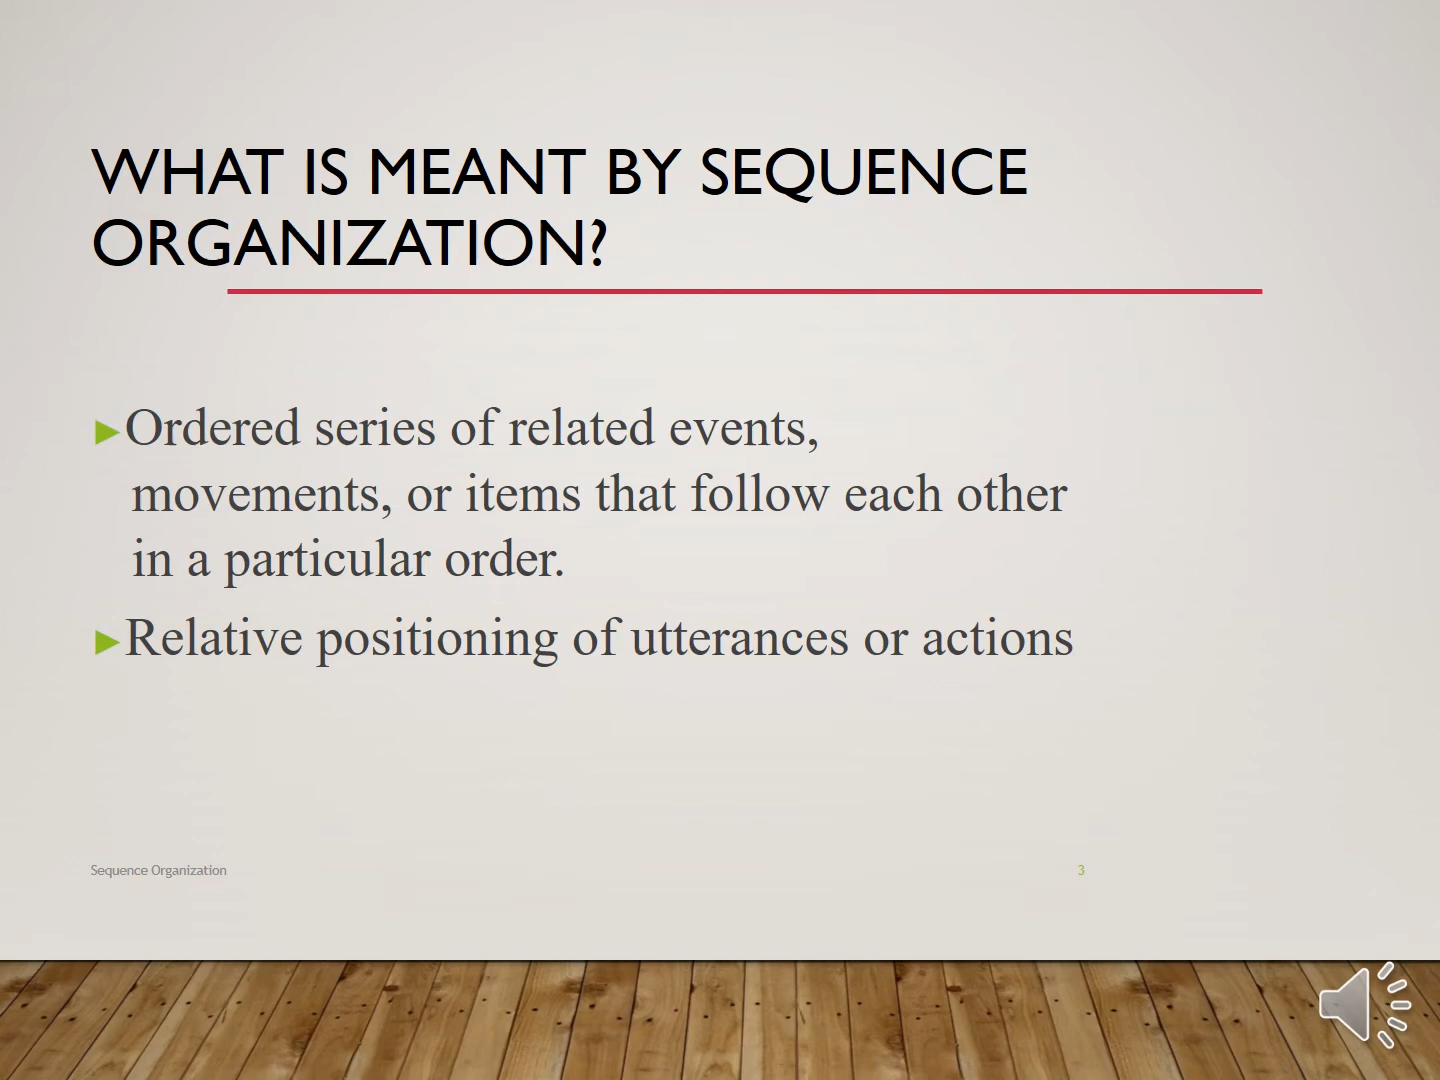 WHAT IS MEANT BY SEQUENCE
ORGANIZATION?
►Ordered series of related events,
movements, or items that follow each other
in a particular order.
►Relative positioning of utterances or actions
Sequence Organization
3